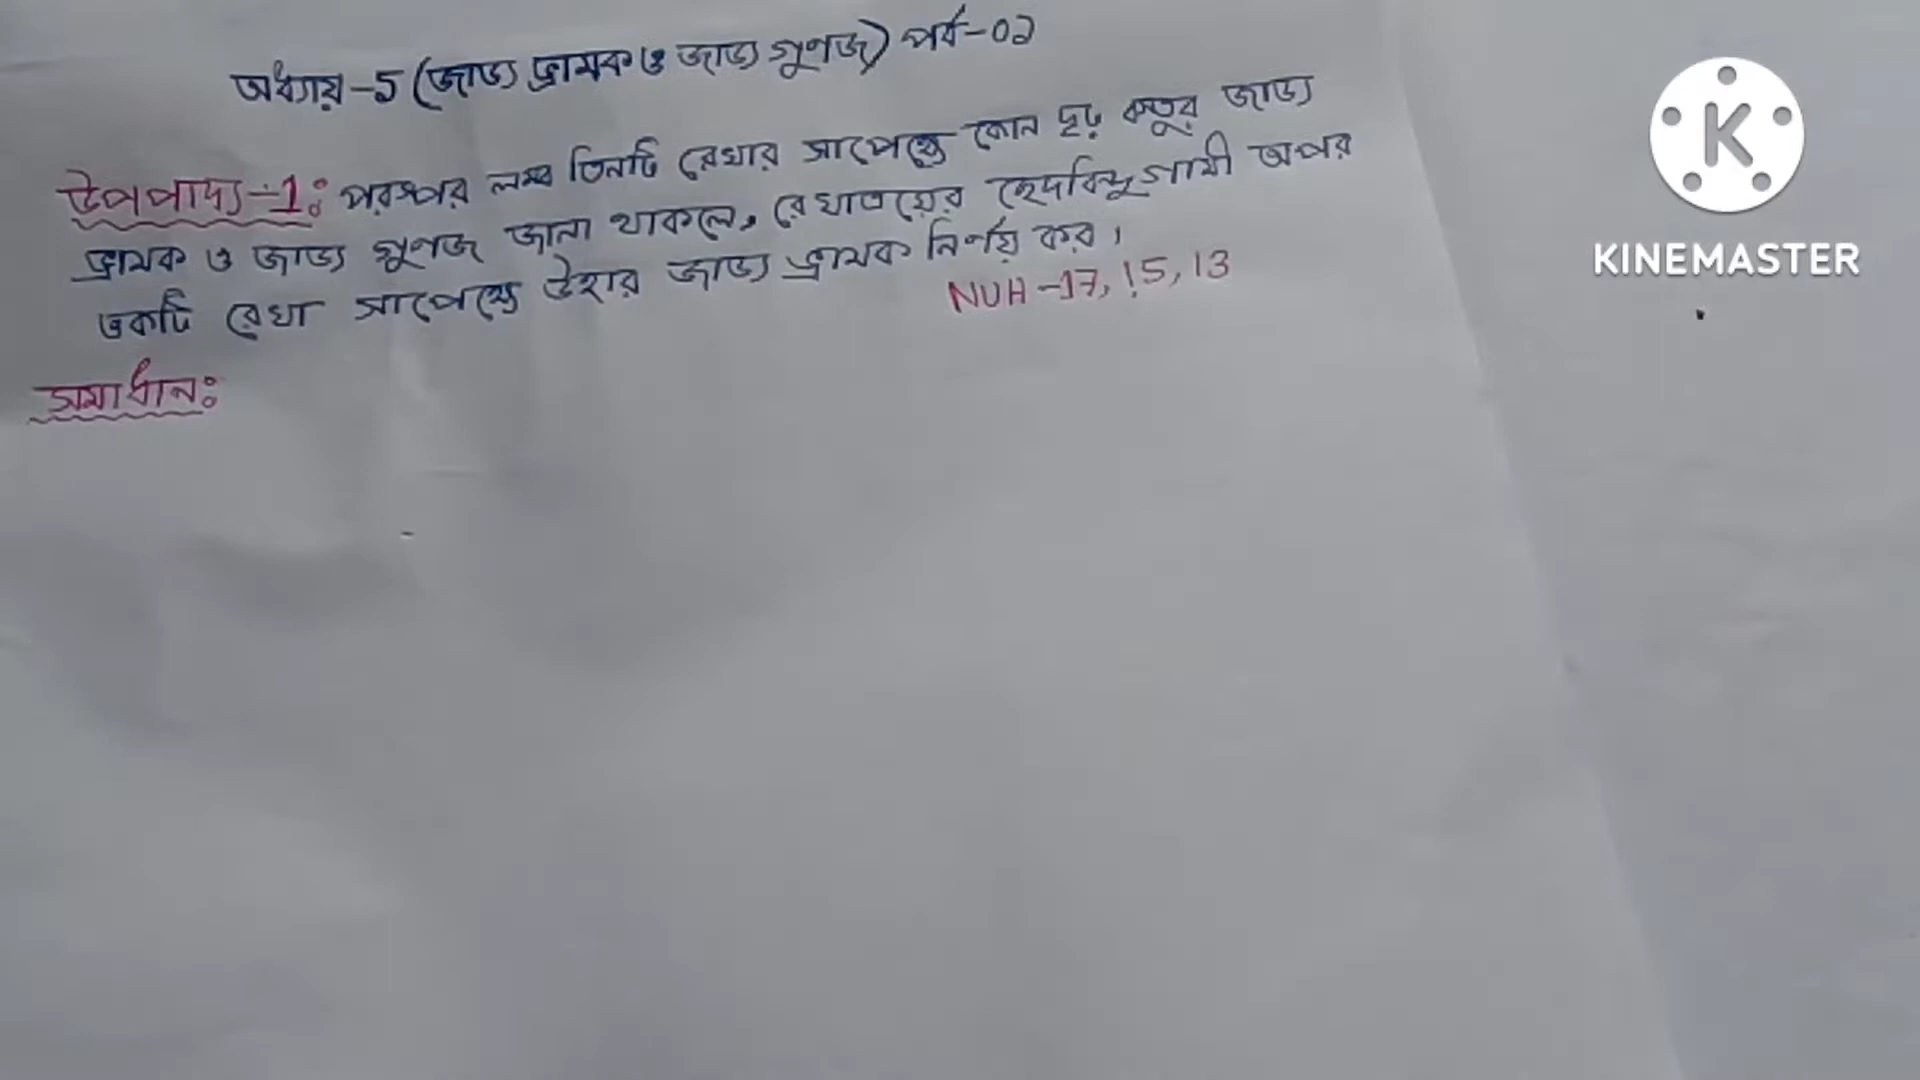 অধ্যায়-5 (জাড্য ভ্রামক ও জাড্য গুণজ) পর্ব-০১
উপপাদ্য-1: পরস্পর লম্ব তিনটি রেখার সাপেক্ষে কোন দৃঢ় বস্তুর জাড্য
ভ্রামক ও জাড্য গুণজ জানা থাকলে, রেখাত্রয়ের ছেদবিন্দুগামী অপর
একটি রেখা সাপেক্ষে উহার জাড্য ভ্রামক নির্ণয় কর।
NUH-17, 15, 13
সমাধান:
KINEMASTER